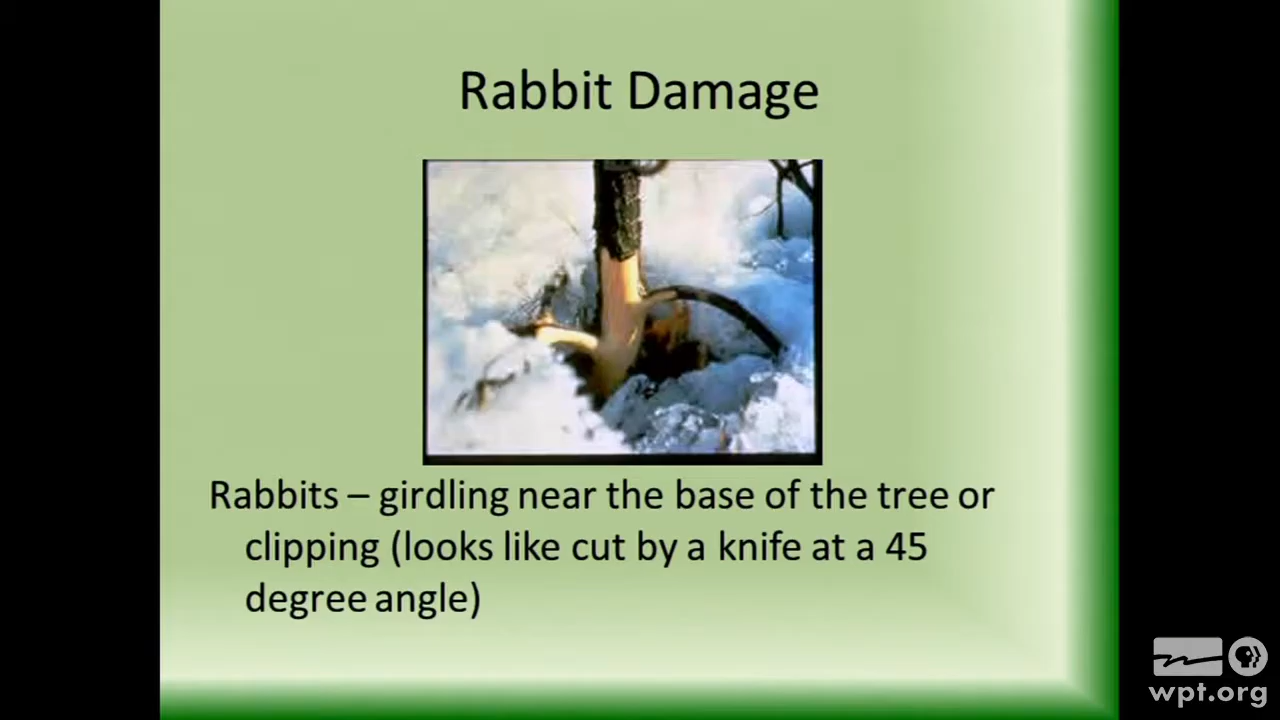 Rabbit Damage
Rabbits – girdling near the base of the tree or
clipping (looks like cut by a knife at a 45
degree angle)
wpt.org